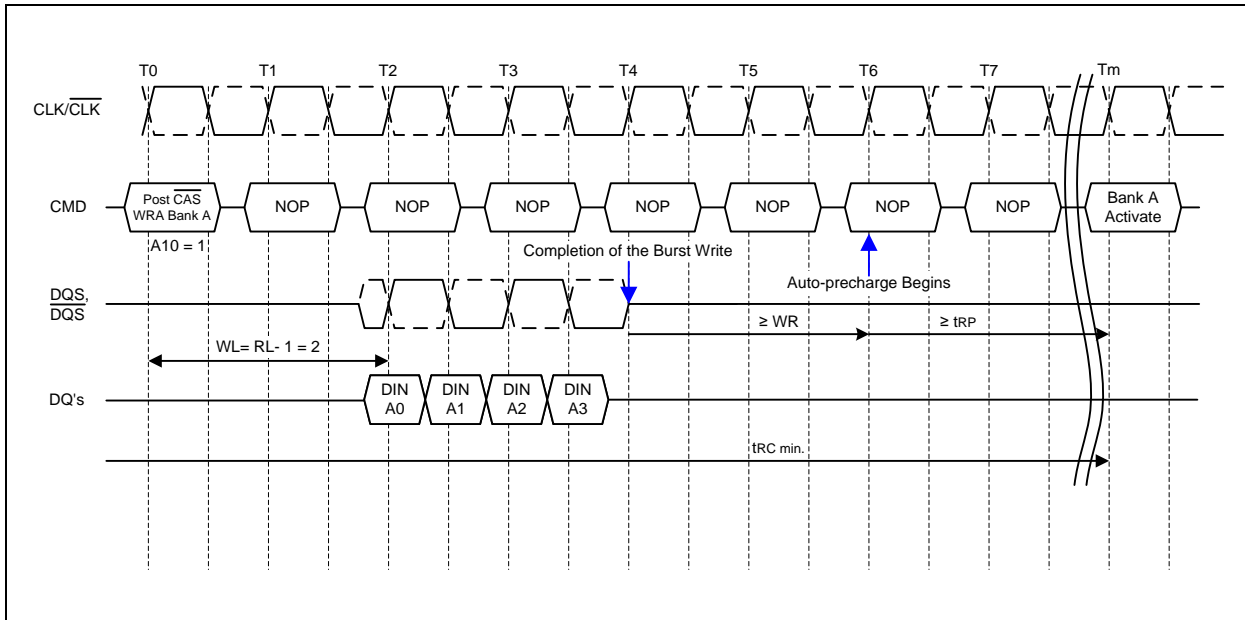 T0 T1 T2 T3 T4 T5 T6 T7 Tm
CLK/CLK
CMD
Post CAS
WRA Bank A
NOP NOP NOP NOP NOP NOP NOP
Bank A
Activate
A10 = 1
Completion of the Burst Write
Auto-precharge Begins
DQS,
DQS
≥ WR
≥ tRP
WL= RL- 1 = 2
DQ's
DIN
A0
DIN
A1
DIN
A2
DIN
A3
tRC min.